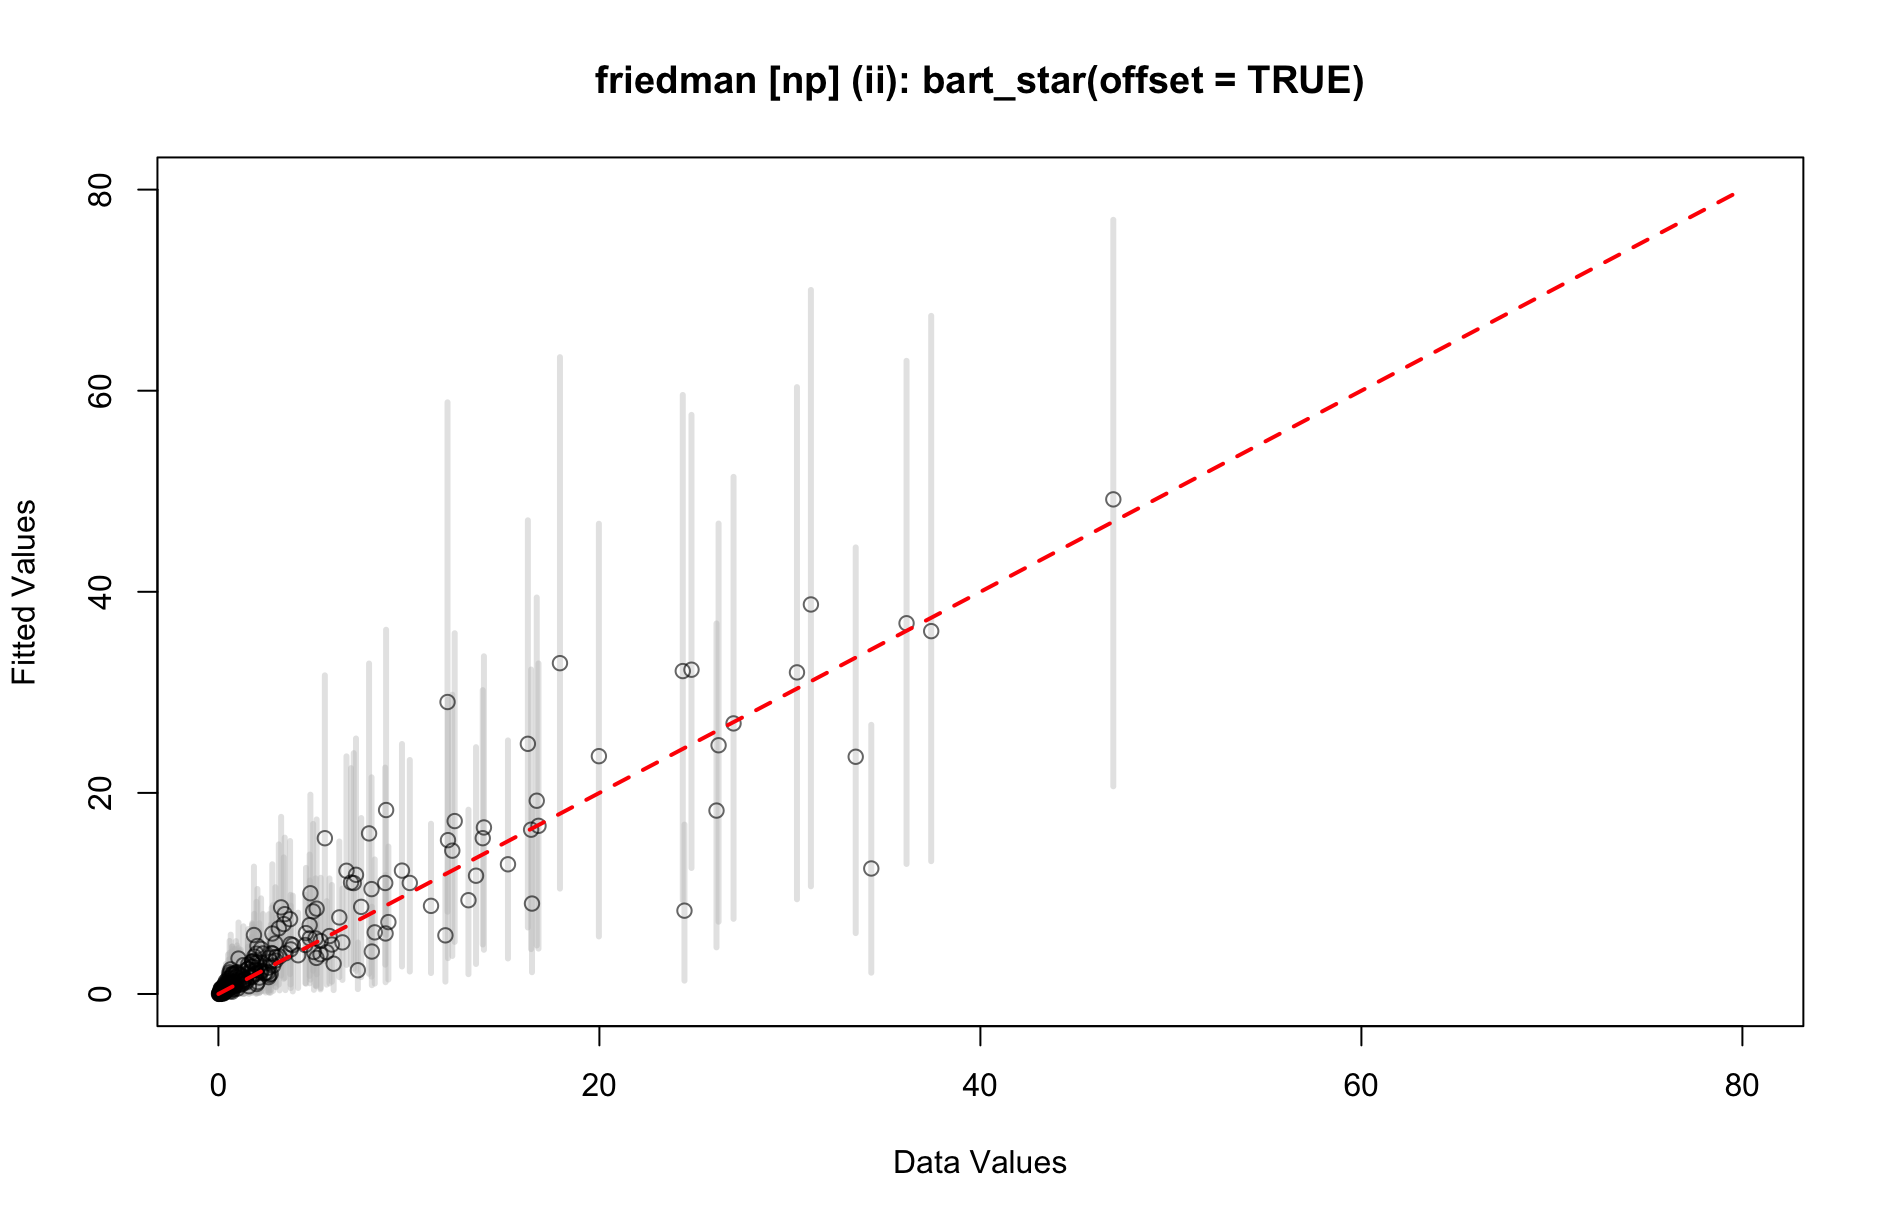 friedman [np] (ii): bart_star(offset = TRUE)
Fitted Values
80
60
40
20
0
0 20 40 60 80
Data Values